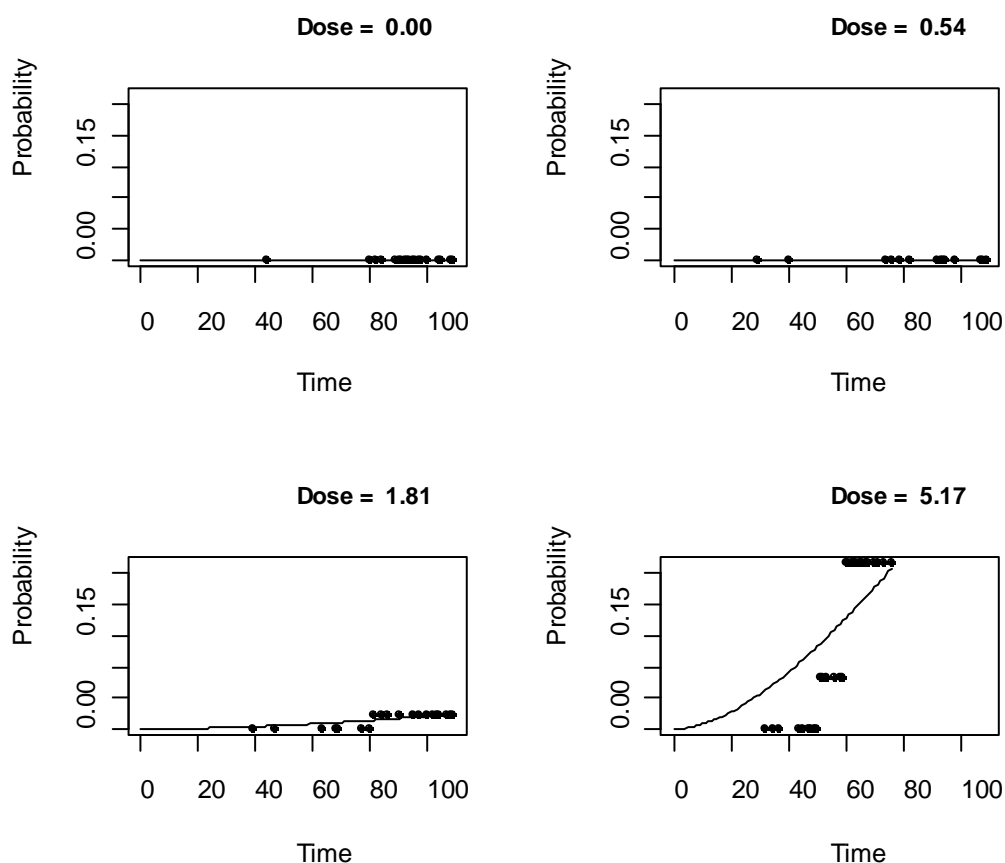 Dose = 0.00
Probability
0.15
0.00
0 20 40 60 80 100
Time
Dose = 0.54
Probability
0.15
0.00
0 20 40 60 80 100
Time
Dose = 1.81
Probability
0.15
0.00
0 20 40 60 80 100
Time
Dose = 5.17
Probability
0.15
0.00
0 20 40 60 80 100
Time